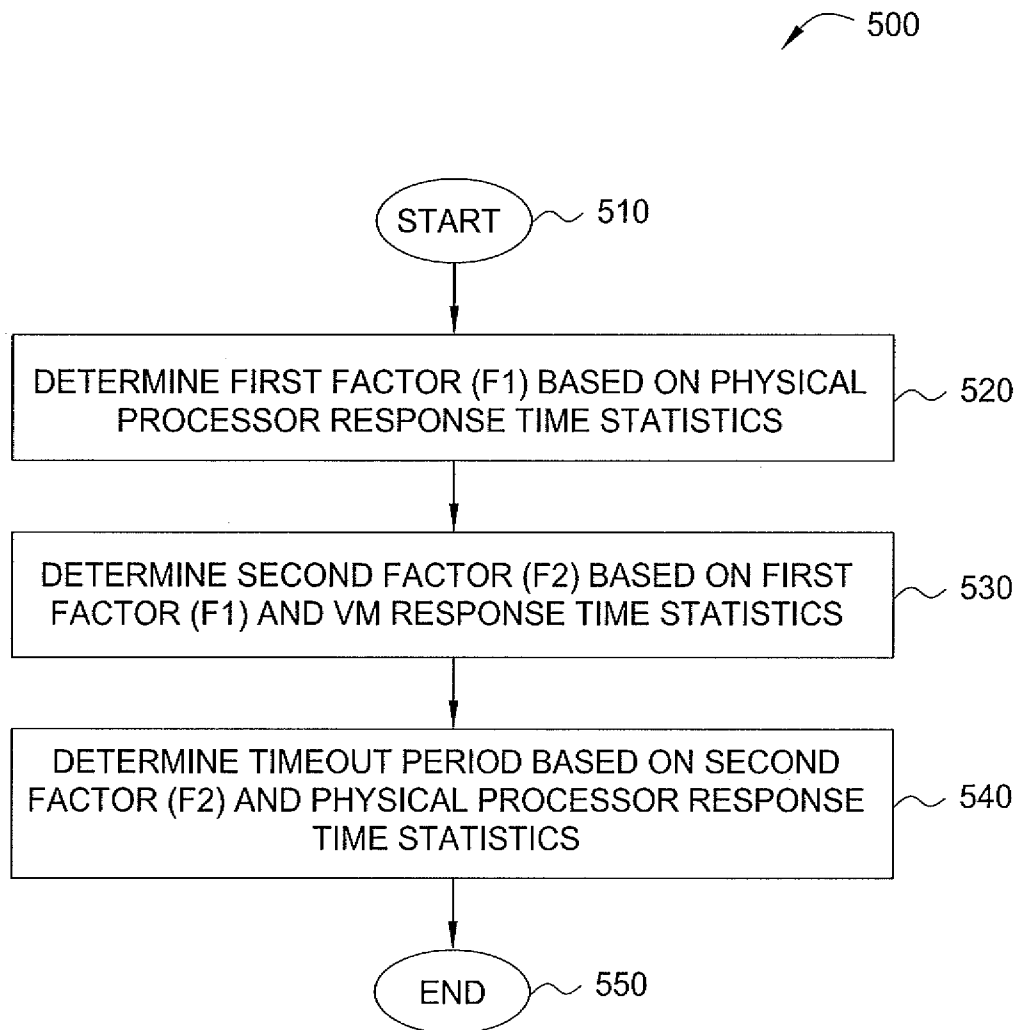 500
START
510
DETERMINE FIRST FACTOR (F1) BASED ON PHYSICAL
PROCESSOR RESPONSE TIME STATISTICS
520
DETERMINE SECOND FACTOR (F2) BASED ON FIRST
FACTOR (F1) AND VM RESPONSE TIME STATISTICS
530
DETERMINE TIMEOUT PERIOD BASED ON SECOND
FACTOR (F2) AND PHYSICAL PROCESSOR RESPONSE
TIME STATISTICS
540
END
550